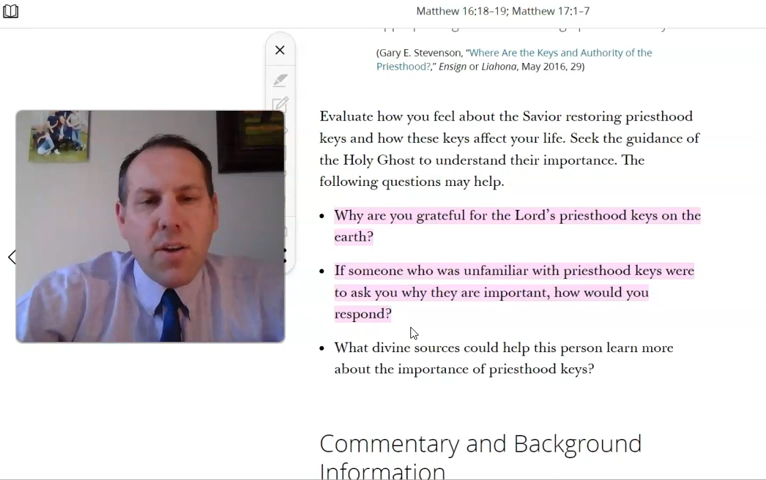 Matthew 16:18–19; Matthew 17:1–7
(Gary E. Stevenson, “Where Are the Keys and Authority of the
Priesthood?,” Ensign or Liahona, May 2016, 29)
Evaluate how you feel about the Savior restoring priesthood
keys and how these keys affect your life. Seek the guidance of
the Holy Ghost to understand their importance. The
following questions may help.
• Why are you grateful for the Lord’s priesthood keys on the
earth?
• If someone who was unfamiliar with priesthood keys were
to ask you why they are important, how would you
respond?
• What divine sources could help this person learn more
about the importance of priesthood keys?
Commentary and Background
Information